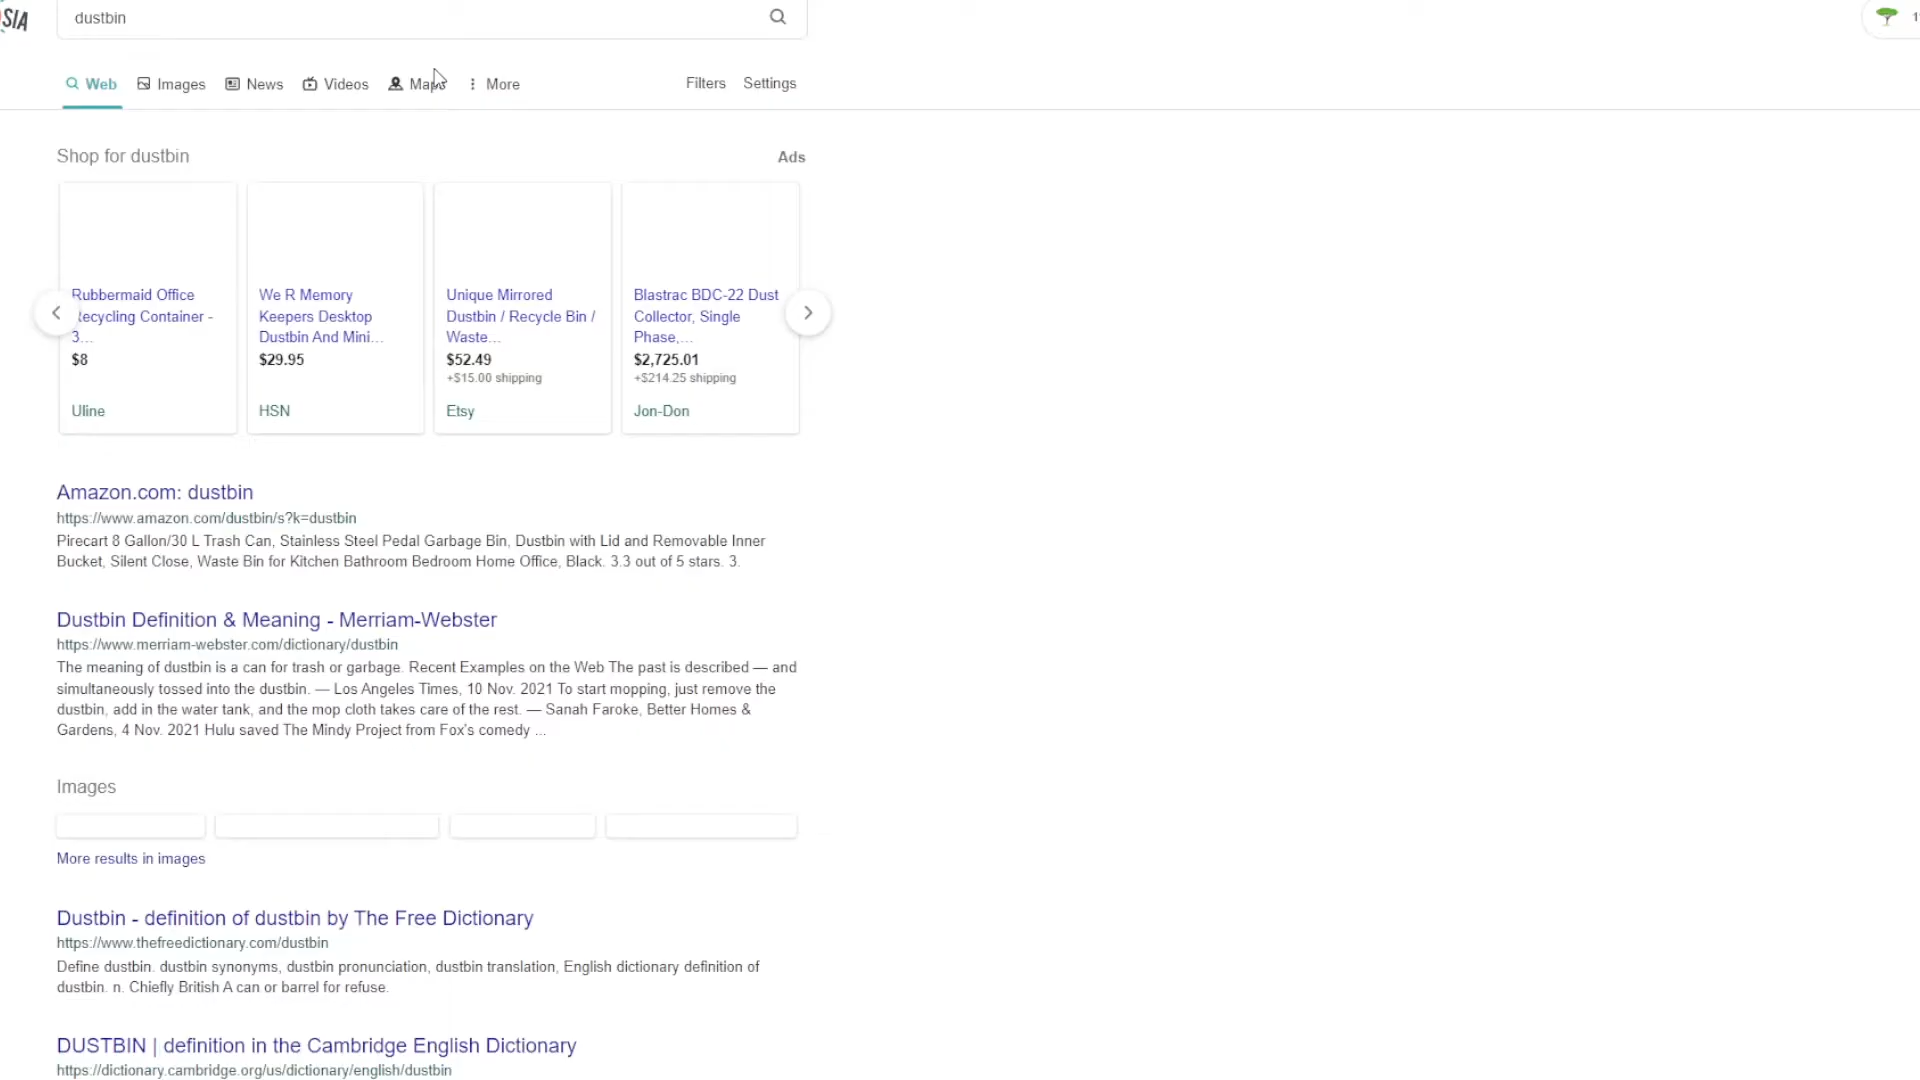 SIA
dustbin
Web Images News Videos Maps More Filters Settings
Shop for dustbin Ads
Rubbermaid Office
Recycling Container -
3...
$8
Uline
We R Memory
Keepers Desktop
Dustbin And Mini...
$29.95
HSN
Unique Mirrored
Dustbin / Recycle Bin /
Waste...
$52.49
+$15.00 shipping
Etsy
Blastrac BDC-22 Dust
Collector, Single
Phase,...
$2,725.01
+$214.25 shipping
Jon-Don
Amazon.com: dustbin
https://www.amazon.com/dustbin/s?k=dustbin
Pirecart 8 Gallon/30 L Trash Can, Stainless Steel Pedal Garbage Bin, Dustbin with Lid and Removable Inner
Bucket, Silent Close, Waste Bin for Kitchen Bathroom Bedroom Home Office, Black. 3.3 out of 5 stars. 3.
Dustbin Definition & Meaning - Merriam-Webster
https://www.merriam-webster.com/dictionary/dustbin
The meaning of dustbin is a can for trash or garbage. Recent Examples on the Web The past is described — and
simultaneously tossed into the dustbin. — Los Angeles Times, 10 Nov. 2021 To start mopping, just remove the
dustbin, add in the water tank, and the mop cloth takes care of the rest. — Sanah Faroke, Better Homes &
Gardens, 4 Nov. 2021 Hulu saved The Mindy Project from Fox's comedy ...
Images
More results in images
Dustbin - definition of dustbin by The Free Dictionary
https://www.thefreedictionary.com/dustbin
Define dustbin. dustbin synonyms, dustbin pronunciation, dustbin translation, English dictionary definition of
dustbin. n. Chiefly British A can or barrel for refuse.
DUSTBIN | definition in the Cambridge English Dictionary
https://dictionary.cambridge.org/us/dictionary/english/dustbin